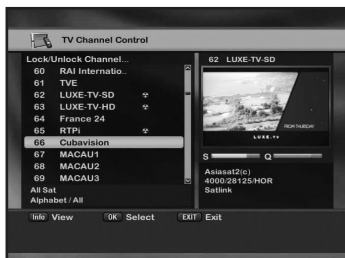 TV Channel Control
Lock/Unlock Channel...
60 RAI Internatio..
61 TVE
62 LUXE-TV-SD
63 LUXE-TV-HD
64 France 24
65 RTPi
66 Cubavision
67 MACAU1
68 MACAU2
69 MACAU3
All Sat
Alphabet / All
62 LUXE-TV-SD
FROM THURSDAY
LUXE.TV
S Q
Asiasat2(c)
4000/28125/HOR
Satlink
Info View OK Select EXIT Exit